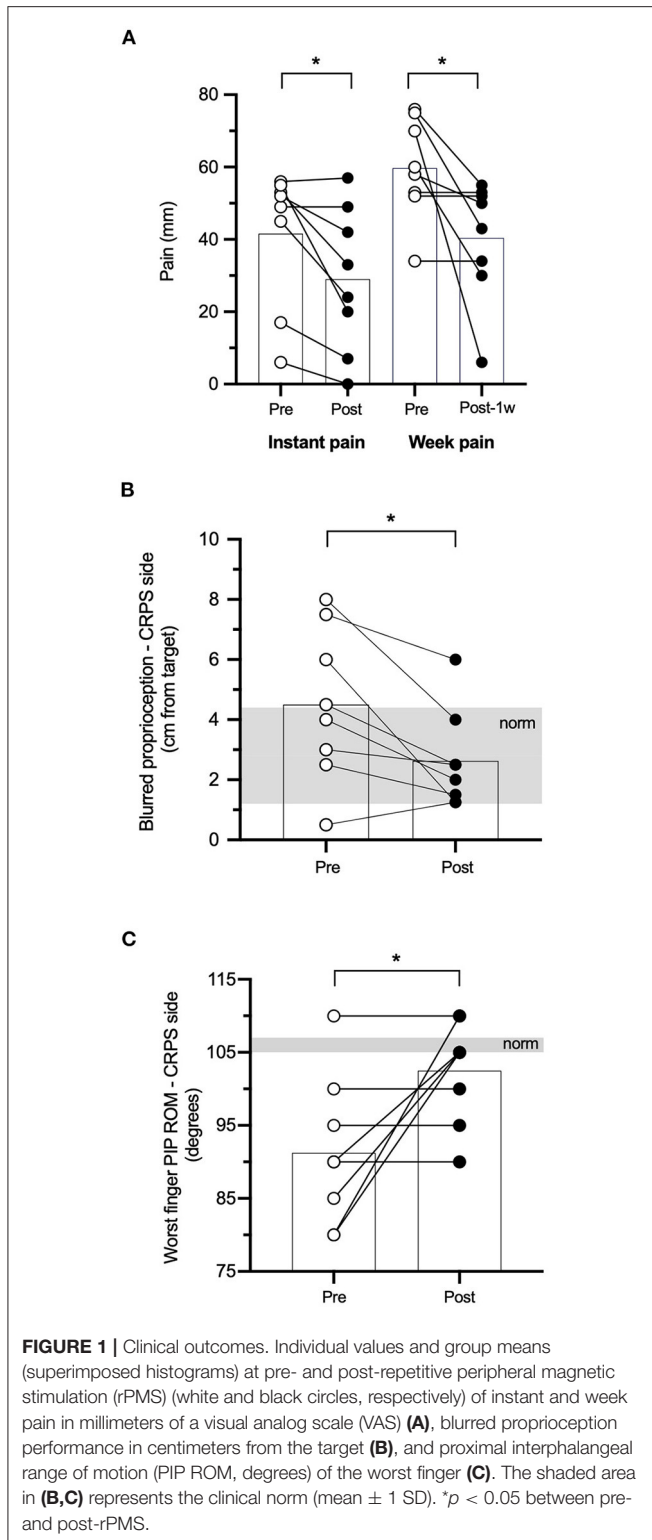 A
* *
80
60
40
20
0
Pain (mm)
Pre Post Pre Post-1w
Instant pain Week pain
B
*
10
8
6
4
2
0
Blurred proprioception - CRPS side
(cm from target)
norm
Pre Post
C
*
115
105
95
85
75
Worst finger PIP ROM - CRPS side
(degrees)
norm
Pre Post
FIGURE 1 | Clinical outcomes. Individual values and group means
(superimposed histograms) at pre- and post-repetitive peripheral magnetic
stimulation (rPMS) (white and black circles, respectively) of instant and week
pain in millimeters of a visual analog scale (VAS) (A), blurred proprioception
performance in centimeters from the target (B), and proximal interphalangeal
range of motion (PIP ROM, degrees) of the worst finger (C). The shaded area
in (B,C) represents the clinical norm (mean ± 1 SD). *p < 0.05 between pre-
and post-rPMS.